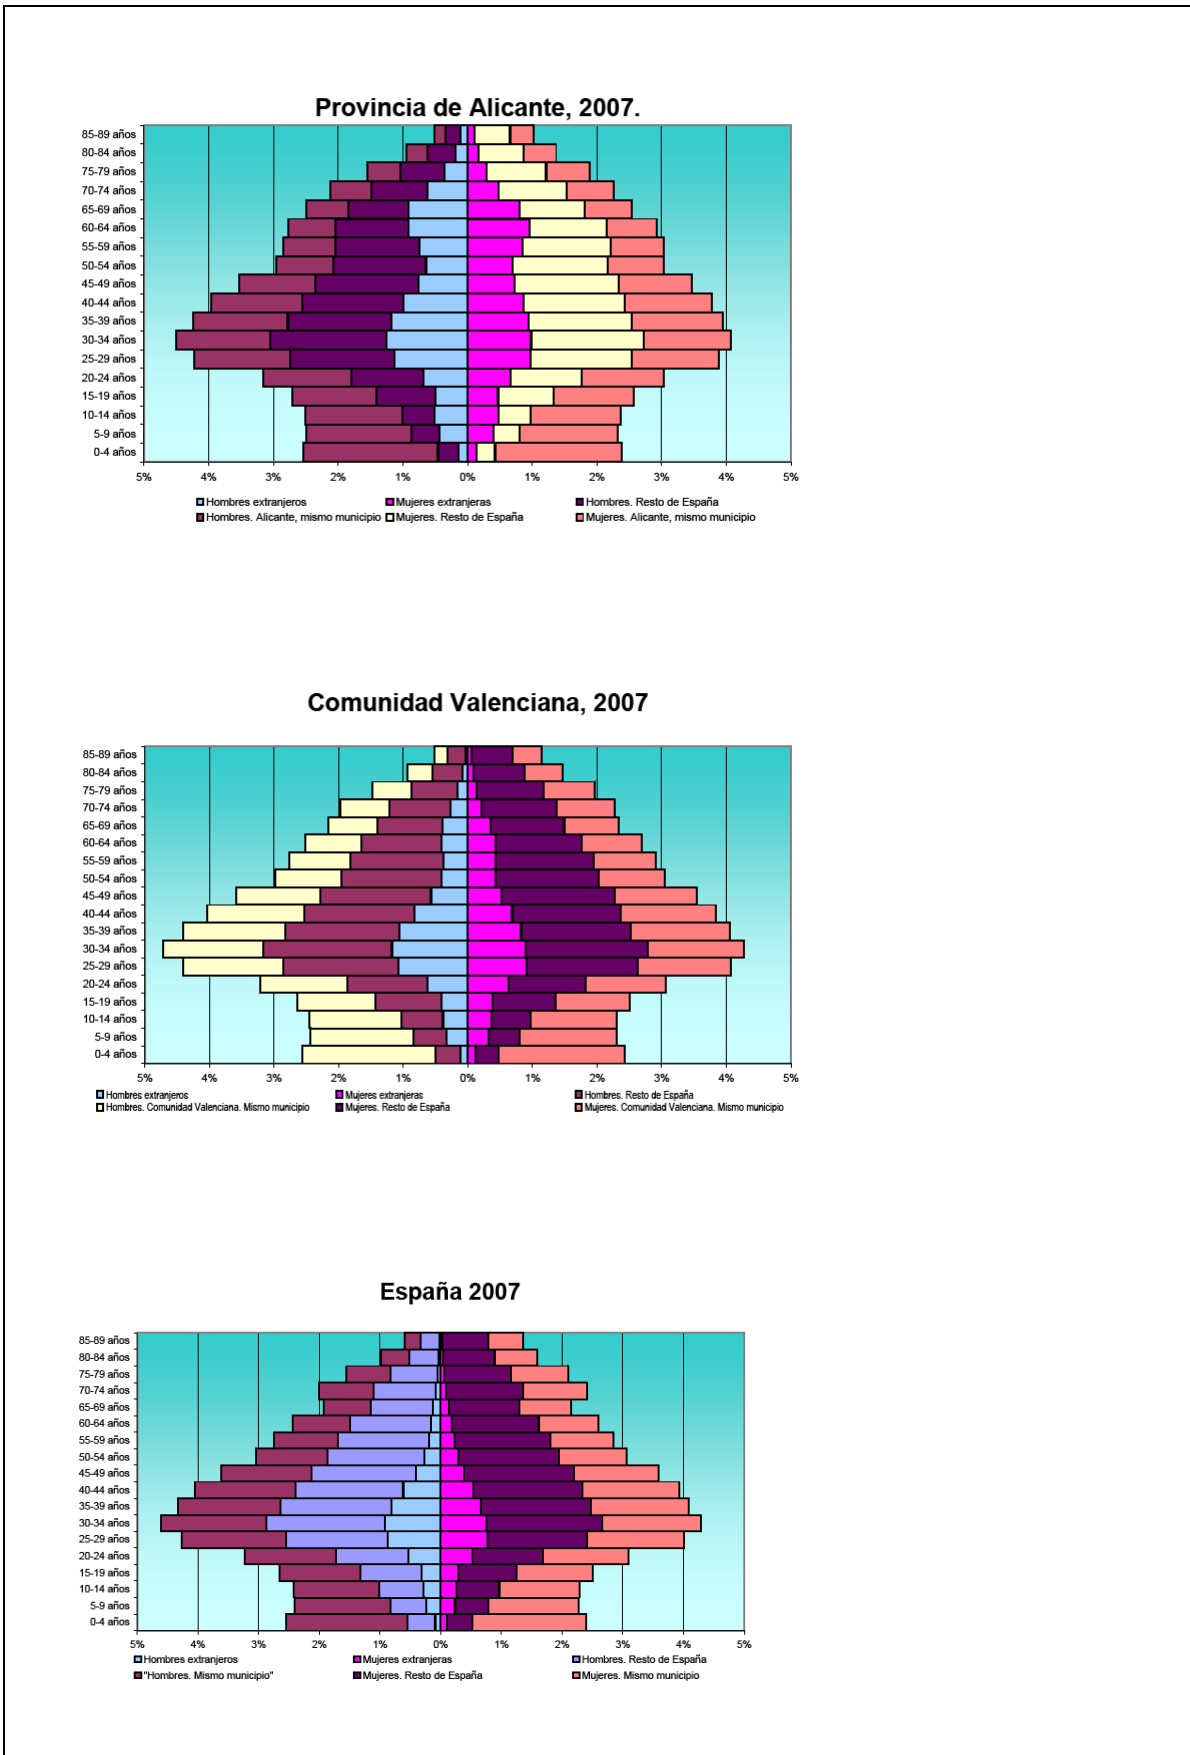 Provincia de Alicante, 2007.
85-89 años
80-84 años
75-79 años
70-74 años
65-69 años
60-64 años
55-59 años
50-54 años
45-49 años
40-44 años
35-39 años
30-34 años
25-29 años
20-24 años
15-19 años
10-14 años
5-9 años
0-4 años
5% 4% 3% 2% 1% 0% 1% 2% 3% 4% 5%
Hombres extranjeros Mujeres extranjeras Hombres. Resto de España
Hombres. Alicante, mismo municipio Mujeres. Resto de España Mujeres. Alicante, mismo municipio
Comunidad Valenciana, 2007
85-89 años
80-84 años
75-79 años
70-74 años
65-69 años
60-64 años
55-59 años
50-54 años
45-49 años
40-44 años
35-39 años
30-34 años
25-29 años
20-24 años
15-19 años
10-14 años
5-9 años
0-4 años
5% 4% 3% 2% 1% 0% 1% 2% 3% 4% 5%
Hombres extranjeros Mujeres extranjeras Hombres. Resto de España
Hombres. Comunidad Valenciana. Mismo municipio Mujeres. Resto de España Mujeres. Comunidad Valenciana. Mismo municipio
España 2007
85-89 años
80-84 años
75-79 años
70-74 años
65-69 años
60-64 años
55-59 años
50-54 años
45-49 años
40-44 años
35-39 años
30-34 años
25-29 años
20-24 años
15-19 años
10-14 años
5-9 años
0-4 años
5% 4% 3% 2% 1% 0% 1% 2% 3% 4% 5%
Hombres extranjeros Mujeres extranjeras Hombres. Resto de España
"Hombres. Mismo municipio" Mujeres. Resto de España Mujeres. Mismo municipio